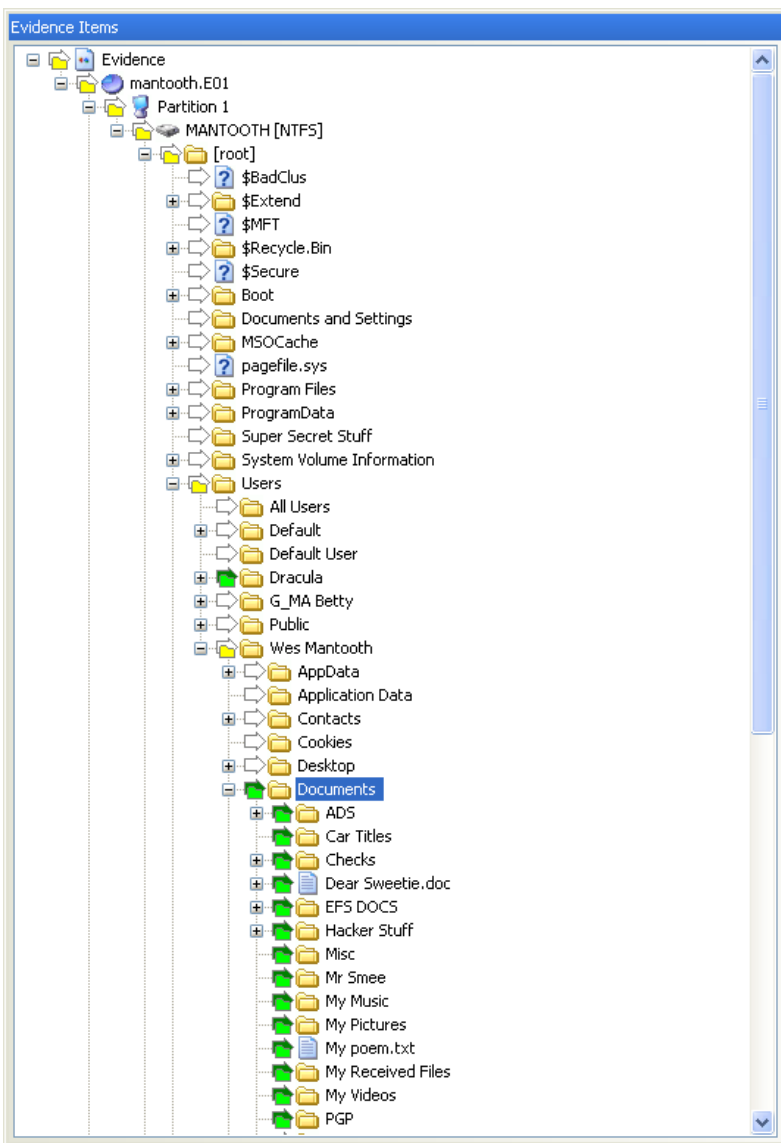 Evidence Items
Evidence
mantooth.E01
Partition 1
MANTOOTH [NTFS]
[root]
$BadClus
$Extend
$MFT
$Recycle.Bin
$Secure
Boot
Documents and Settings
MSOCache
pagefile.sys
Program Files
ProgramData
Super Secret Stuff
System Volume Information
Users
All Users
Default
Default User
Dracula
G_MA Betty
Public
Wes Mantooth
AppData
Application Data
Contacts
Cookies
Desktop
Documents
ADS
Car Titles
Checks
Dear Sweetie.doc
EFS DOCS
Hacker Stuff
Misc
Mr Smee
My Music
My Pictures
My poem.txt
My Received Files
My Videos
PGP